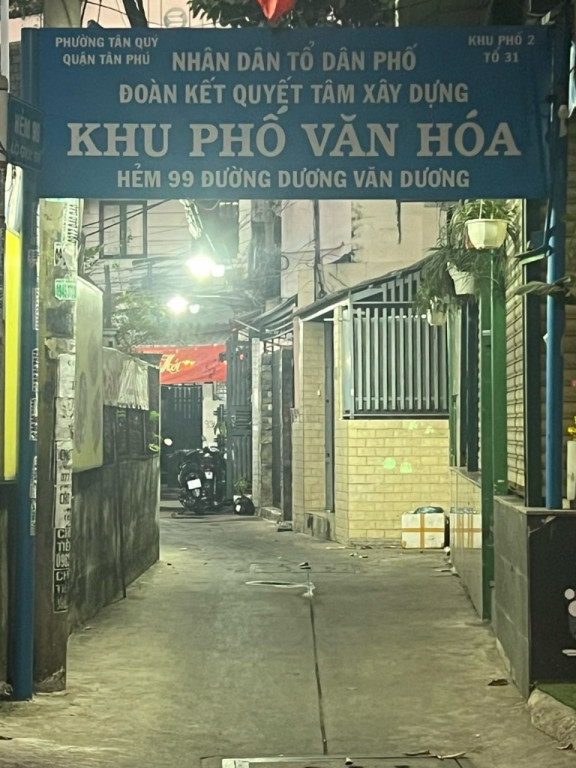 PHƯỜNG TÂN QUÝ
QUẬN TÂN PHÚ
KHU PHỐ 2
TỔ 31
NHÂN DÂN TỔ DÂN PHỐ
ĐOÀN KẾT QUYẾT TÂM XÂY DỰNG
KHU PHỐ VĂN HÓA
HẺM 99 ĐƯỜNG DƯƠNG VĂN DƯƠNG